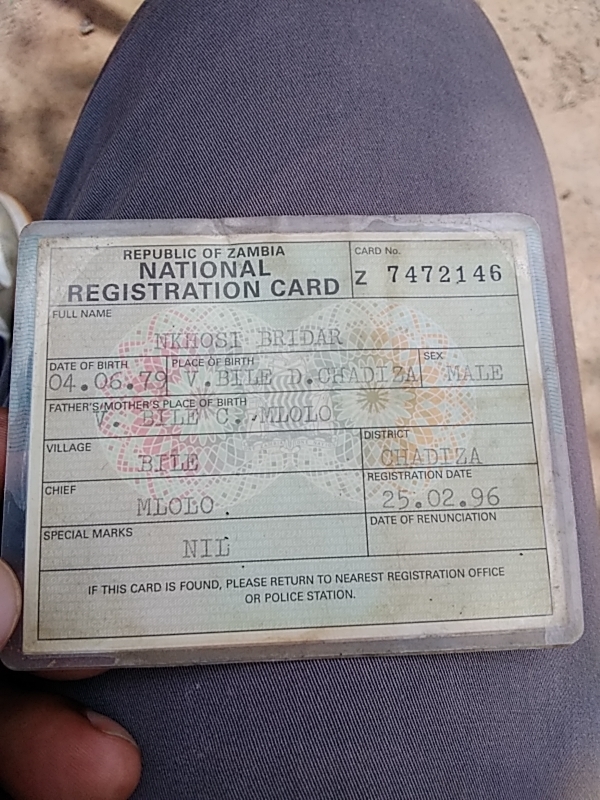 REPUBLIC OF ZAMBIA
NATIONAL
REGISTRATION CARD
CARD No.
Z 7472146
FULL NAME
NKHOSI BRIDAR
DATE OF BIRTH
04.06.79
PLACE OF BIRTH
V.BILE D.CHADIZA
SEX
MALE
FATHER'S/MOTHER'S PLACE OF BIRTH
V. BILE C. MLOLO
VILLAGE
BILE
DISTRICT
CHADIZA
CHIEF
MLOLO.
REGISTRATION DATE
25.02.96
SPECIAL MARKS
NIL
DATE OF RENUNCIATION
IF THIS CARD IS FOUND, PLEASE RETURN TO NEAREST REGISTRATION OFFICE
OR POLICE STATION.